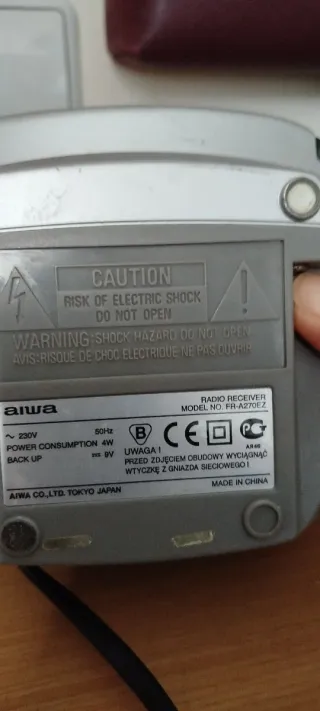 CAUTION
RISK OF ELECTRIC SHOCK
DO NOT OPEN
WARNING:SHOCK HAZARD DO NOT OPEN
AVIS:RISQUE DE CHOC ELECTRIQUE NE PAS OUVRIR
aiwa
RADIO RECEIVER
MODEL NO. FR-A270EZ
~ 230V 50Hz
POWER CONSUMPTION 4W
BACK UP 9V
B CE PG
AR46
UWAGA !
PRZED ZDJĘCIEM OBUDOWY WYCIĄGNĄĆ
WTYCZKĘ Z GNIAZDA SIECIOWEGO !
AIWA CO.,LTD. TOKYO JAPAN
MADE IN CHINA